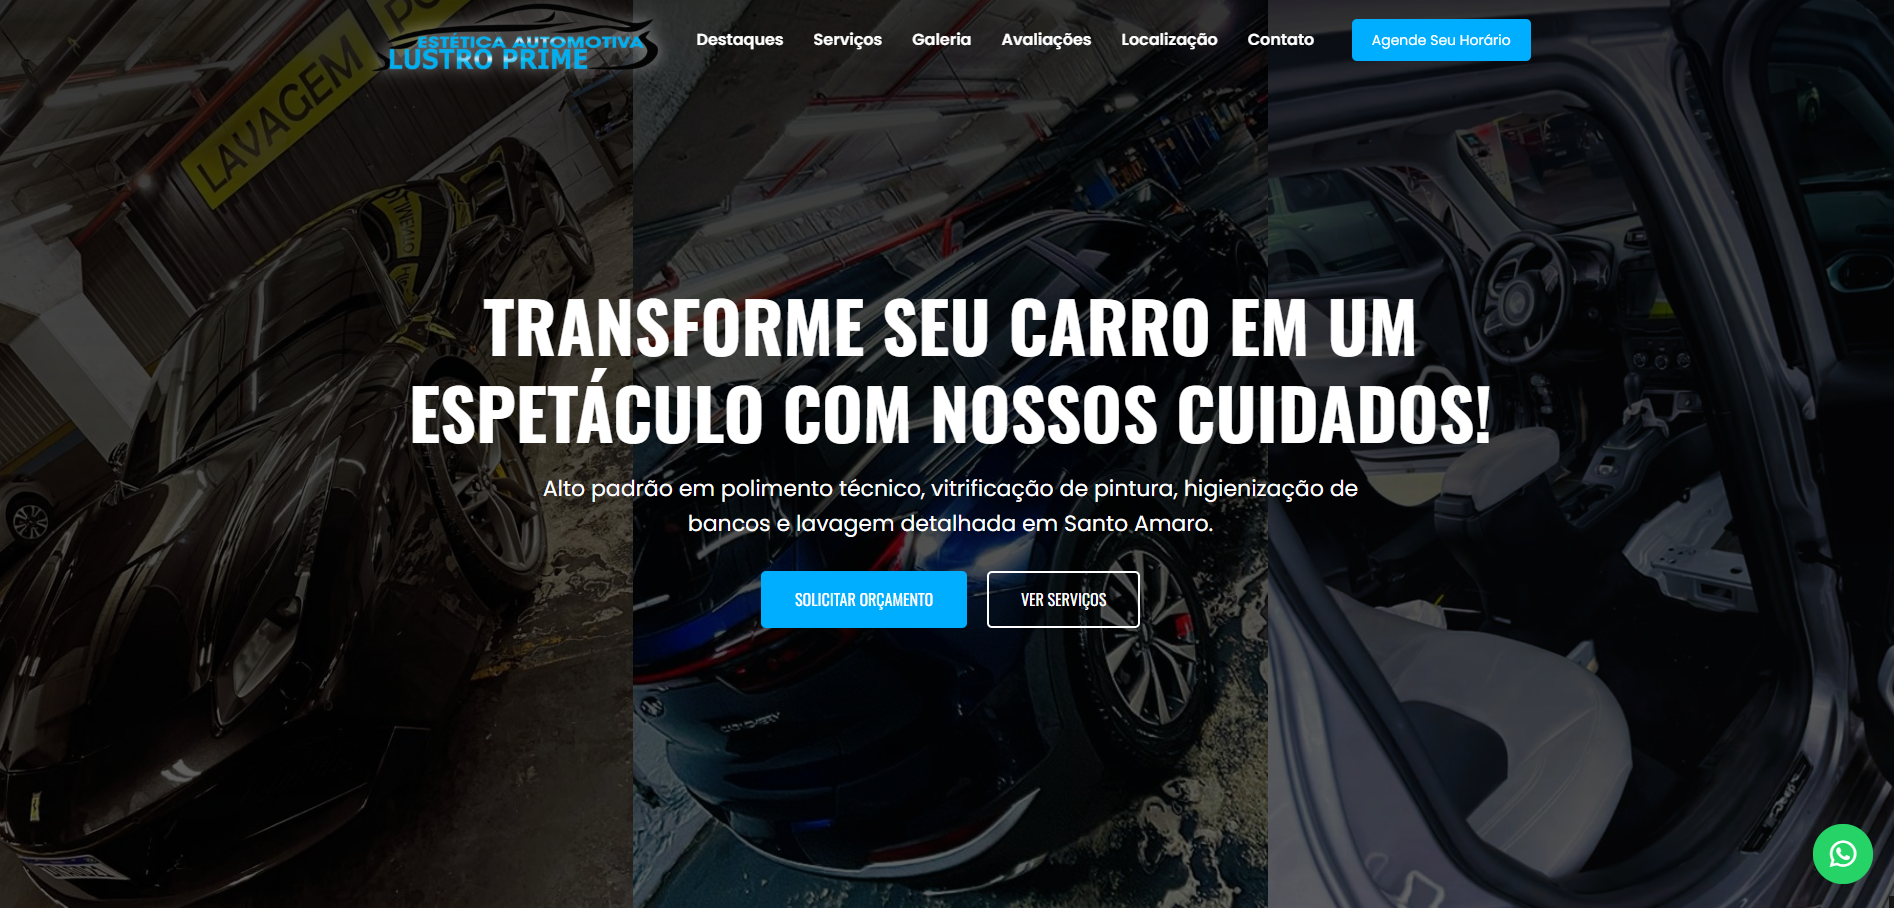 ESTÉTICA AUTOMOTIVA
LUSTRO PRIME
Destaques
Serviços
Galeria
Avaliações
Localização
Contato
Agende Seu Horário
LAVAGEM
TRANSFORME SEU CARRO EM UM
ESPETÁCULO COM NOSSOS CUIDADOS!
Alto padrão em polimento técnico, vitrificação de pintura, higienização de
bancos e lavagem detalhada em Santo Amaro.
SOLICITAR ORÇAMENTO
VER SERVIÇOS
Jeep